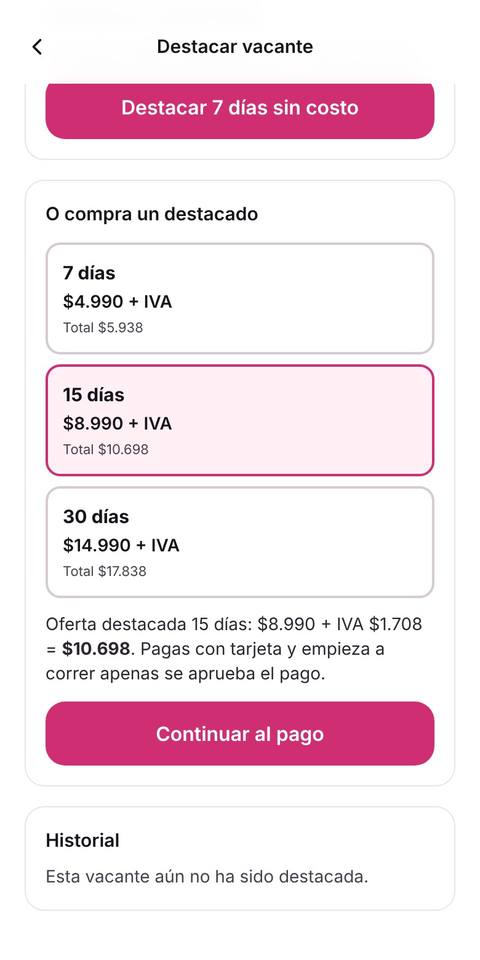 Destacar vacante
Destacar 7 días sin costo
O compra un destacado
7 días
$4.990 + IVA
Total $5.938
15 días
$8.990 + IVA
Total $10.698
30 días
$14.990 + IVA
Total $17.838
Oferta destacada 15 días: $8.990 + IVA $1.708
= $10.698. Pagas con tarjeta y empieza a
correr apenas se aprueba el pago.
Continuar al pago
Historial
Esta vacante aún no ha sido destacada.